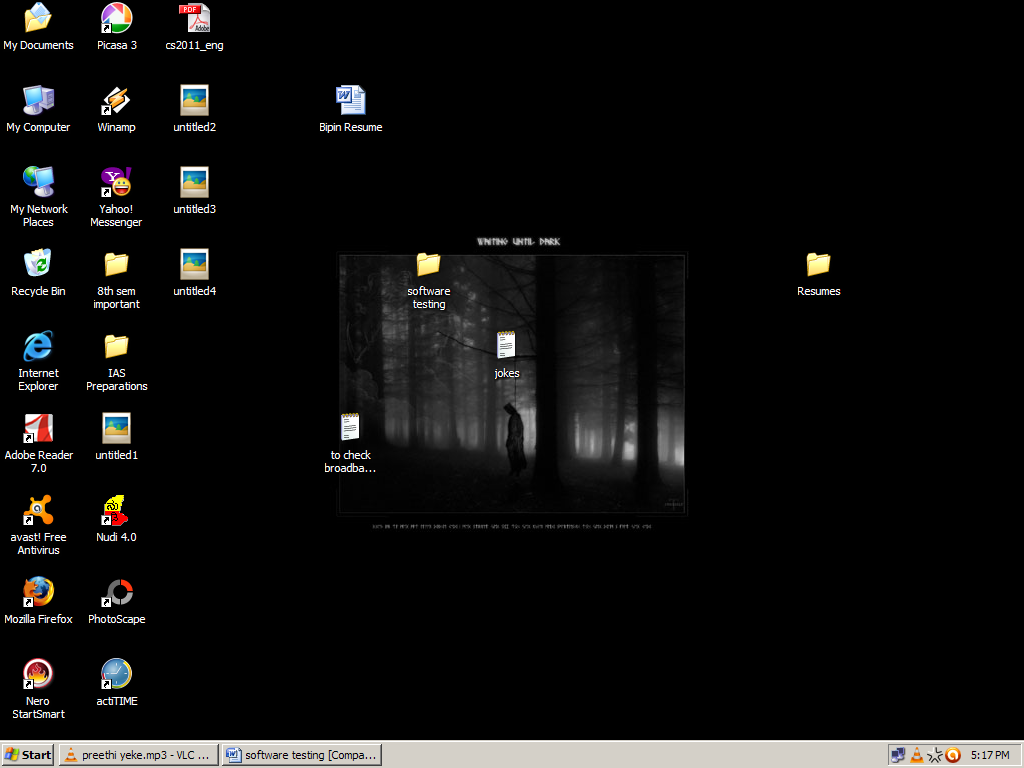 My Documents
Picasa 3
cs2011_eng
My Computer
Winamp
untitled2
Bipin Resume
My Network
Places
Yahoo!
Messenger
untitled3
WAITING UNTIL DARK
Recycle Bin
8th sem
important
untitled4
software
testing
Resumes
Internet
Explorer
IAS
Preparations
jokes
Adobe Reader
7.0
untitled1
to check
broadba...
avast! Free
Antivirus
Nudi 4.0
Mozilla Firefox
PhotoScape
Nero
StartSmart
actiTIME
Start
preethi yeke.mp3 - VLC ...
software testing [Compa...
5:17 PM